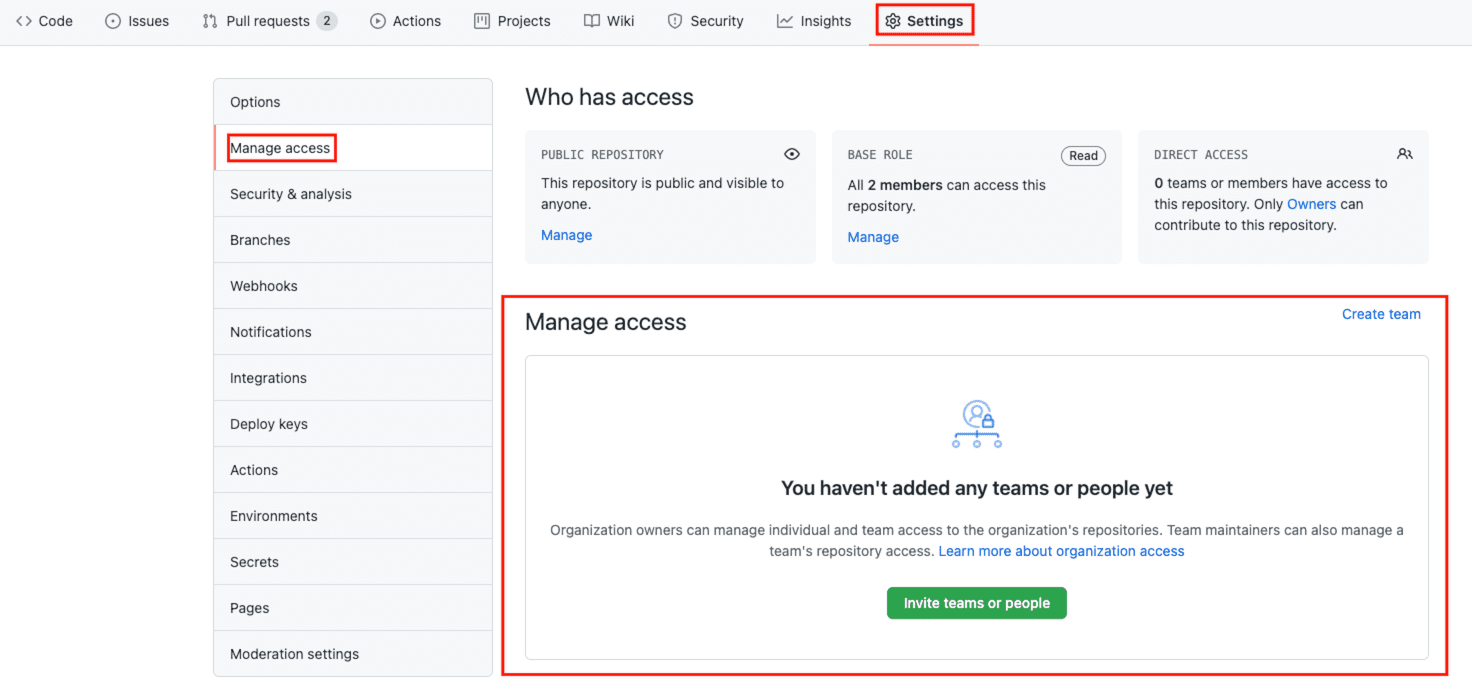 Code Issues Pull requests 2 Actions Projects Wiki Security Insights Settings
Options
Manage access
Security & analysis
Branches
Webhooks
Notifications
Integrations
Deploy keys
Actions
Environments
Secrets
Pages
Moderation settings
Who has access
PUBLIC REPOSITORY
This repository is public and visible to
anyone.
Manage
BASE ROLE Read
All 2 members can access this
repository.
Manage
DIRECT ACCESS
0 teams or members have access to
this repository. Only Owners can
contribute to this repository.
Manage access
Create team
You haven't added any teams or people yet
Organization owners can manage individual and team access to the organization's repositories. Team maintainers can also manage a
team's repository access. Learn more about organization access
Invite teams or people